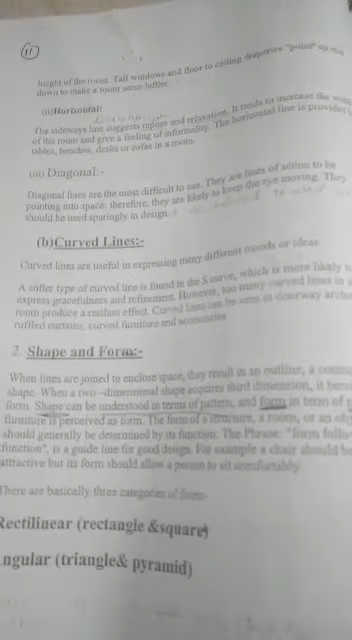 11
height of the room. Tall windows and floor to ceiling draperies "point" up and
down to make a room seem loftier.
(ii)Horizontal:
The sideways line suggests repose and relaxation. It tends to increase the
of the room and give a feeling of informality. The horizontal line is provided
tables, benches, desks or sofas in a room.
(iii) Diagonal:-
Diagonal lines are the most difficult to use. They are lines of action to be
pointing into space: therefore, they are likely to keep the eye moving. They
should be used sparingly in design.
(b)Curved Lines:-
Curved lines are useful in expressing many different moods or ideas
A softer type of curved line is found in the S curve, which is more likely
express gracefulness and refinement. However, too many curved lines in
room produce a restless effect. Curved lines can be seen in doorway
ruffled curtains, curved furniture and accessories
2. Shape and Form:-
When lines are joined to enclose space, they result in an outline, a
shape. When a two -dimensional shape acquires third dimension, it
form. Shape can be understood in terms of pattern, and form in term of
furniture is perceived as form. The form of a structure, a room, or an
should generally be determined by its function. The Phrase: "form
function", is a guide line for good design. For example a chair should
attractive but its form should allow a person to sit comfortably.
There are basically three categories of form:-
Rectilinear (rectangle &square)
ngular (triangle& pyramid)